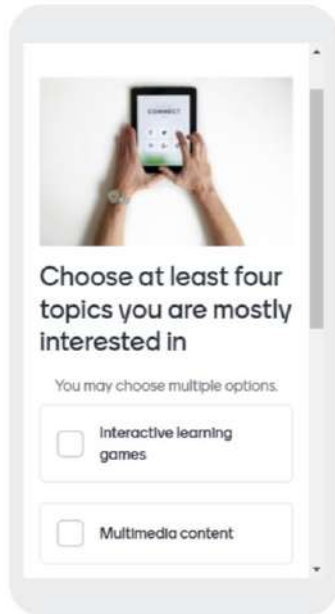 CONNECT
Choose at least four
topics you are mostly
interested in
You may choose multiple options.
Interactive learning
games
Multimedia content